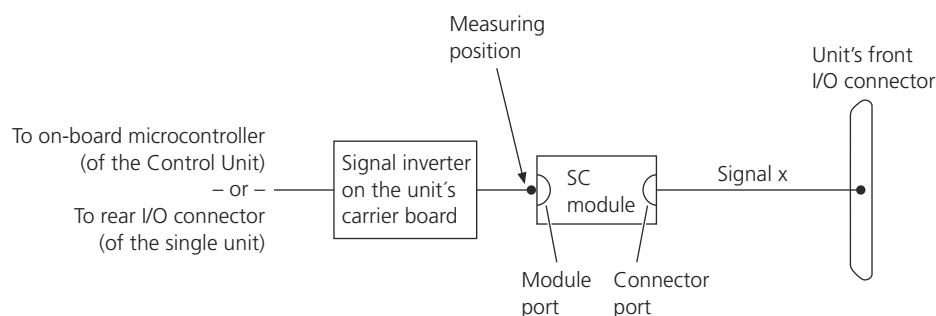 Measuring
position
Unit's front
I/O connector
To on-board microcontroller
(of the Control Unit)
– or –
To rear I/O connector
(of the single unit)
Signal inverter
on the unit´s
carrier board
SC
module
Signal x
Module
port
Connector
port